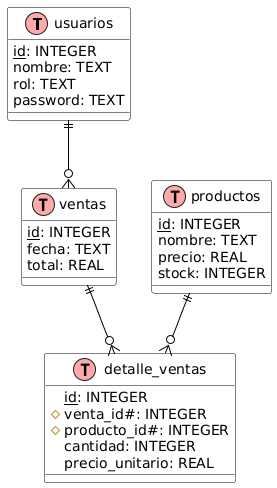 T usuarios
id: INTEGER
nombre: TEXT
rol: TEXT
password: TEXT
T ventas
id: INTEGER
fecha: TEXT
total: REAL
T productos
id: INTEGER
nombre: TEXT
precio: REAL
stock: INTEGER
T detalle_ventas
id: INTEGER
venta_id#: INTEGER
producto_id#: INTEGER
cantidad: INTEGER
precio_unitario: REAL